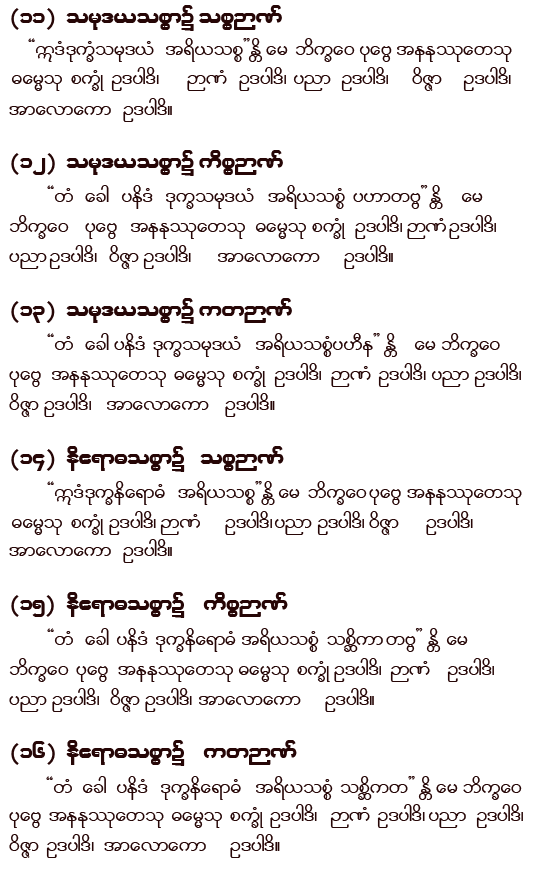 (၁၁) သမုဒယသစ္စာ၌ သစ္စဉာဏ်
“ဣဒံဒုက္ခံသမုဒယံ အရိယသစ္စ”န္တိ မေ ဘိက္ခဝေ ပုဗ္ဗေ အနနုဿုတေသု
ဓမ္မေသု စက္ခုံ ဥဒပါဒိ၊ ဉာဏံ ဥဒပါဒိ၊ ပညာ ဥဒပါဒိ၊ ဝိဇ္ဇာ ဥဒပါဒိ၊
အာလောကော ဥဒပါဒိ။
(၁၂) သမုဒယသစ္စာ၌ ကိစ္စဉာဏ်
“တံ ခေါ ပနိဒံ ဒုက္ခသမုဒယံ အရိယသစ္စံ ပဟာတဗ္ဗ”န္တိ မေ
ဘိက္ခဝေ ပုဗ္ဗေ အနနုဿုတေသု ဓမ္မေသု စက္ခုံ ဥဒပါဒိ၊ ဉာဏံ ဥဒပါဒိ၊
ပညာ ဥဒပါဒိ၊ ဝိဇ္ဇာ ဥဒပါဒိ၊ အာလောကော ဥဒပါဒိ။
(၁၃) သမုဒယသစ္စာ၌ ကတဉာဏ်
“တံ ခေါ ပနိဒံ ဒုက္ခသမုဒယံ အရိယသစ္စံပဟီန” န္တိ မေ ဘိက္ခဝေ
ပုဗ္ဗေ အနနုဿုတေသု ဓမ္မေသု စက္ခုံ ဥဒပါဒိ၊ ဉာဏံ ဥဒပါဒိ၊ ပညာ ဥဒပါဒိ၊
ဝိဇ္ဇာ ဥဒပါဒိ၊ အာလောကော ဥဒပါဒိ။
(၁၄) နိရောဓသစ္စာ၌ သစ္စဉာဏ်
“ဣဒံဒုက္ခနိရောဓံ အရိယသစ္စ”န္တိ မေ ဘိက္ခဝေ ပုဗ္ဗေ အနနုဿုတေသု
ဓမ္မေသု စက္ခုံ ဥဒပါဒိ၊ ဉာဏံ ဥဒပါဒိ၊ ပညာ ဥဒပါဒိ၊ ဝိဇ္ဇာ ဥဒပါဒိ၊
အာလောကော ဥဒပါဒိ။
(၁၅) နိရောဓသစ္စာ၌ ကိစ္စဉာဏ်
“တံ ခေါ ပနိဒံ ဒုက္ခနိရောဓံ အရိယသစ္စံ သစ္ဆိကာတဗ္ဗ” န္တိ မေ
ဘိက္ခဝေ ပုဗ္ဗေ အနနုဿုတေသု ဓမ္မေသု စက္ခုံ ဥဒပါဒိ၊ ဉာဏံ ဥဒပါဒိ၊
ပညာ ဥဒပါဒိ၊ ဝိဇ္ဇာ ဥဒပါဒိ၊ အာလောကော ဥဒပါဒိ။
(၁၆) နိရောဓသစ္စာ၌ ကတဉာဏ်
“တံ ခေါ ပနိဒံ ဒုက္ခနိရောဓံ အရိယသစ္စံ သစ္ဆိကတ” န္တိ မေ ဘိက္ခဝေ
ပုဗ္ဗေ အနနုဿုတေသု ဓမ္မေသု စက္ခုံ ဥဒပါဒိ၊ ဉာဏံ ဥဒပါဒိ၊ ပညာ ဥဒပါဒိ၊
ဝိဇ္ဇာ ဥဒပါဒိ၊ အာလောကော ဥဒပါဒိ။